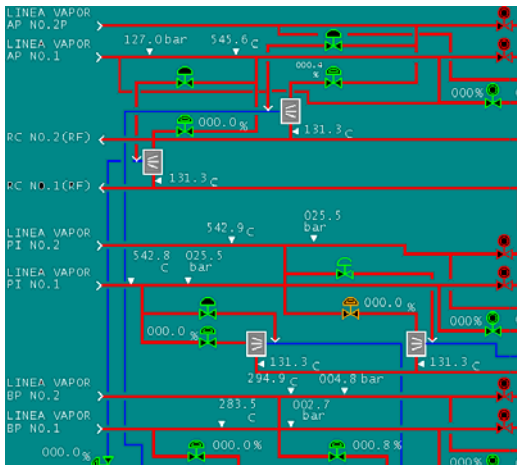 LINEA VAPOR
AP NO.2P
LINEA VAPOR
AP NO.1
127.0 bar
545.6 C
000.4
%
000%
000.0 %
131.3 C
RC NO.2(RF)
131.3 C
RC NO.1(RF)
LINEA VAPOR
PI NO.2
542.9 C
025.5
bar
LINEA VAPOR
PI NO.1
542.8
C
025.5
bar
000.0 %
000%
000.0 %
131.3 C
131.3 C
LINEA VAPOR
BP NO.2
294.9 C
004.8 bar
LINEA VAPOR
BP NO.1
283.5
C
002.7
bar
000.0 %
000.0 %
000.8 %